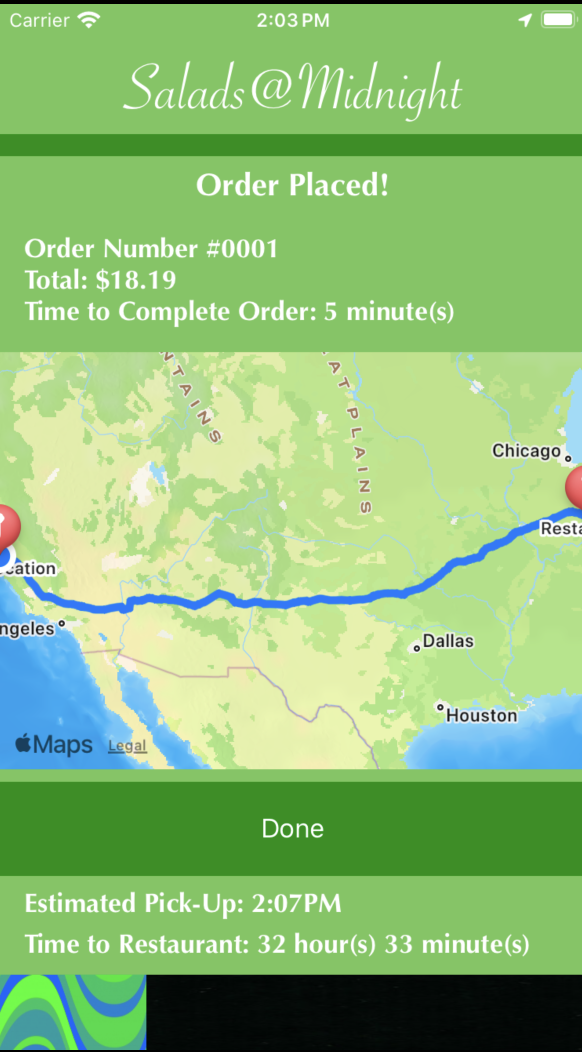 Carrier
2:03 PM
Salads@Midnight
Order Placed!
Order Number #0001
Total: $18.19
Time to Complete Order: 5 minute(s)
NTAINS
AT PLAINS
Chicago
Resta
cation
ngeles
Dallas
Houston
Maps Legal
Done
Estimated Pick-Up: 2:07PM
Time to Restaurant: 32 hour(s) 33 minute(s)